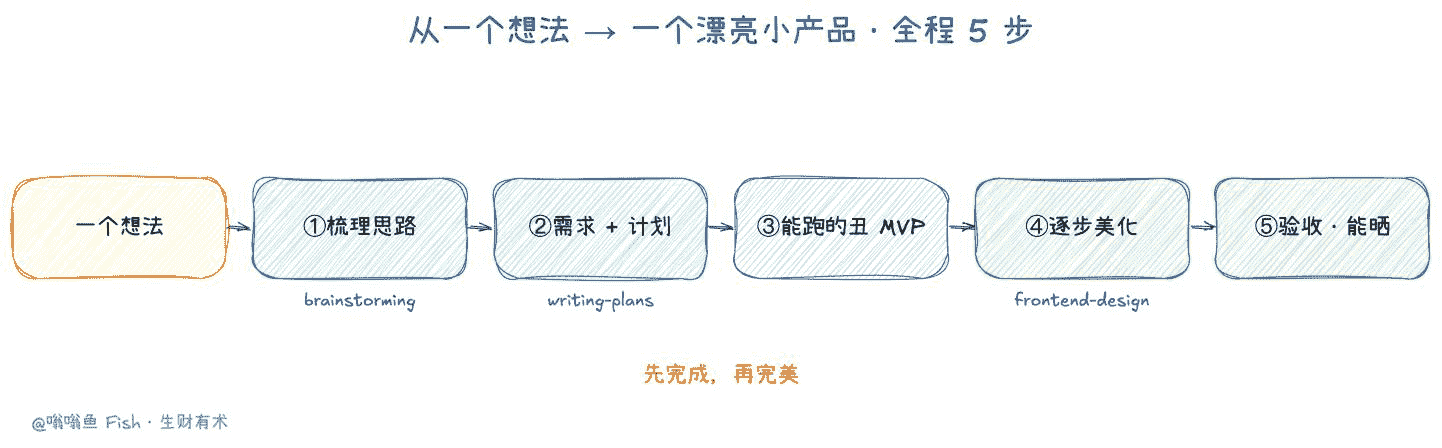 从一个想法 → 一个漂亮小产品 · 全程 5 步
一个想法
①梳理思路
②需求 + 计划
③能跑的丑 MVP
④逐步美化
⑤验收 · 能晒
brainstorming
writing-plans
frontend-design
先完成，再完美
@嗡嗡鱼 Fish · 生财有术